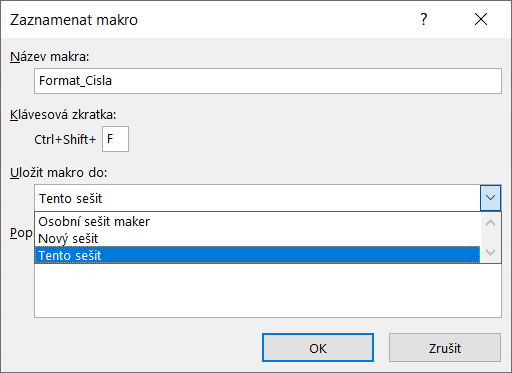 Zaznamenat makro
?
Název makra:
Format_Cisla
Klávesová zkratka:
Ctrl+Shift+ F
Uložit makro do:
Tento sešit
Osobní sešit maker
Nový sešit
Pop
Tento sešit
OK
Zrušit